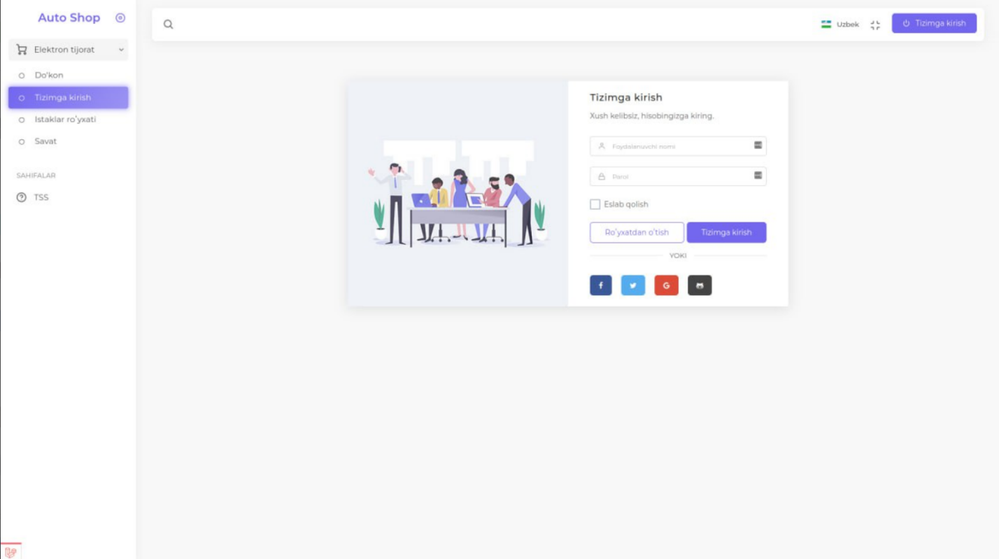 Auto Shop
Uzbek
Tizimga kirish
Elektron tijorat
Do'kon
Tizimga kirish
Istaklar ro'yxati
Savat
SAHIFALAR
TSS
Tizimga kirish
Xush kelibsiz, hisobingizga kiring.
Foydalanuvchi nomi
Parol
Eslab qolish
Ro'yxatdan o'tish
Tizimga kirish
YOKI